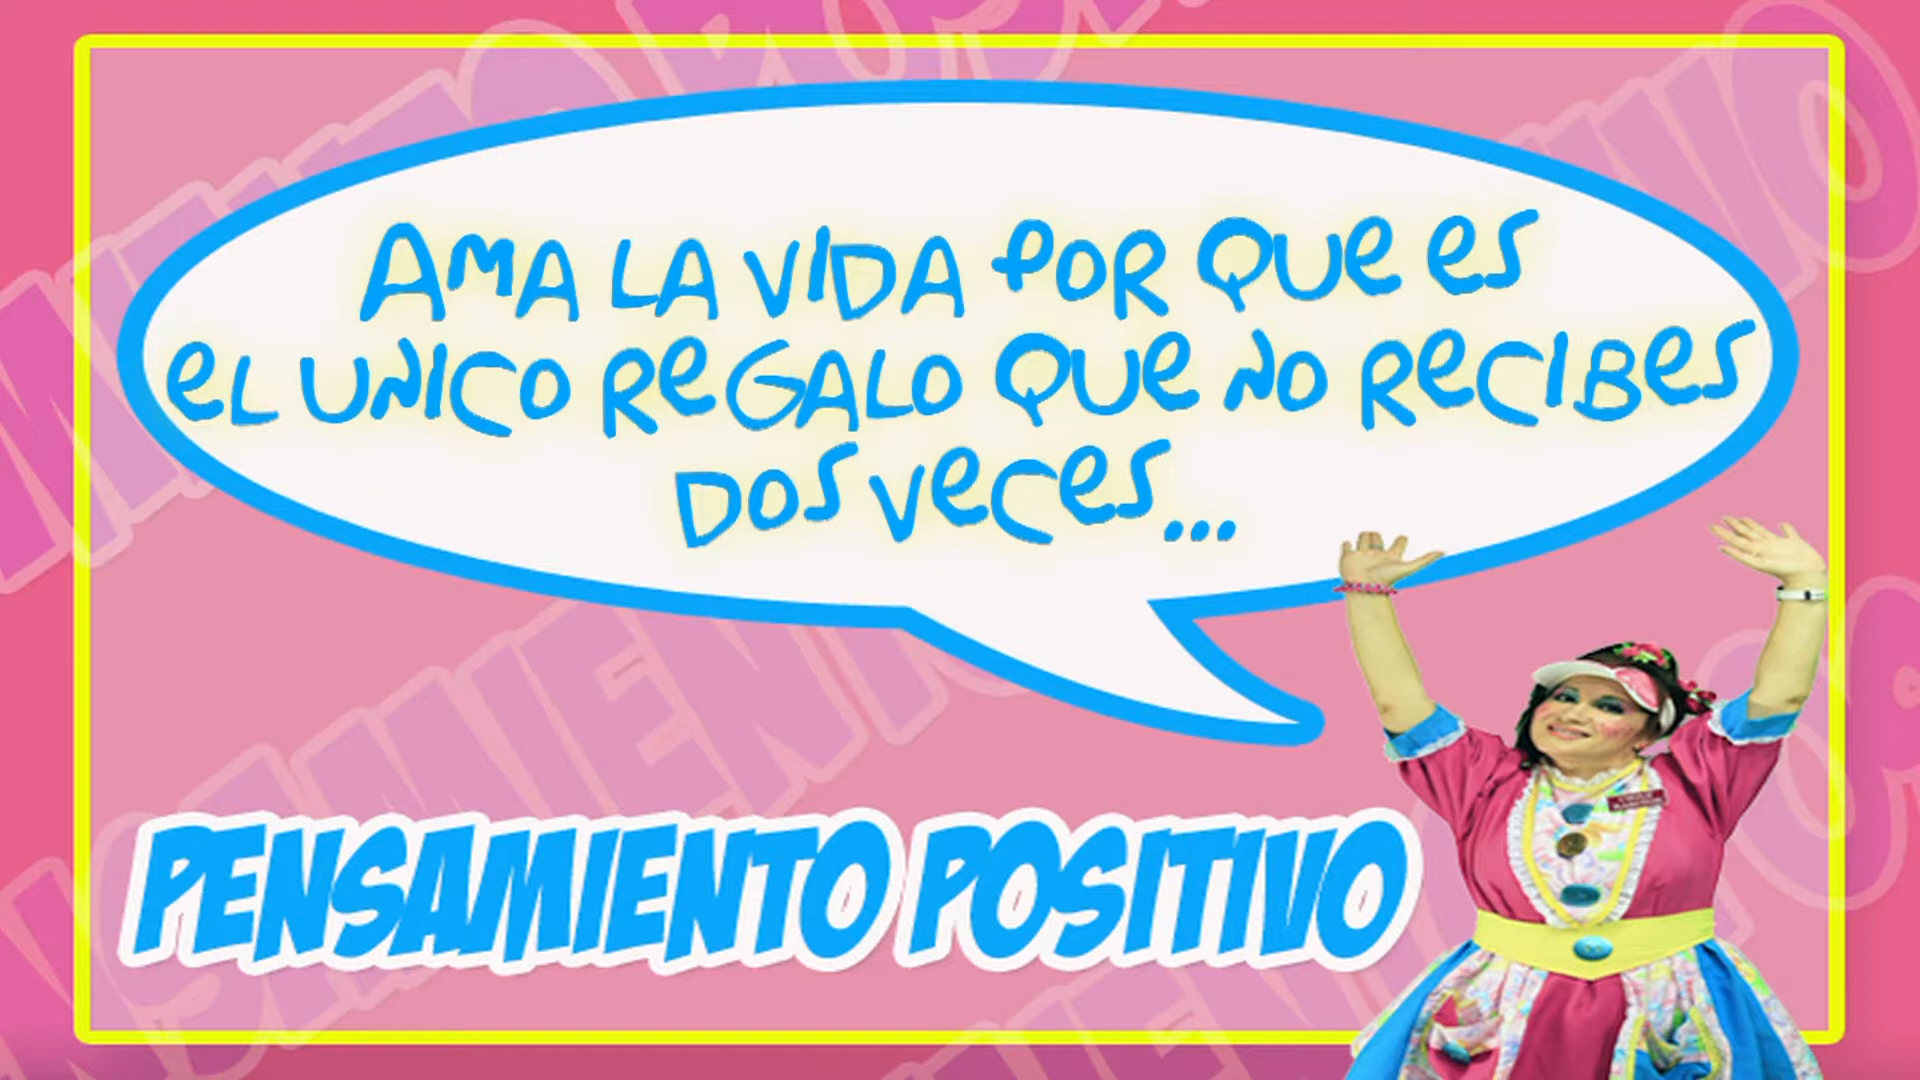 AMA LA VIDA POR QUE ES
EL UNICO REGALO QUE NO RECIBES
DOS VECES...
PENSAMIENTO POSITIVO